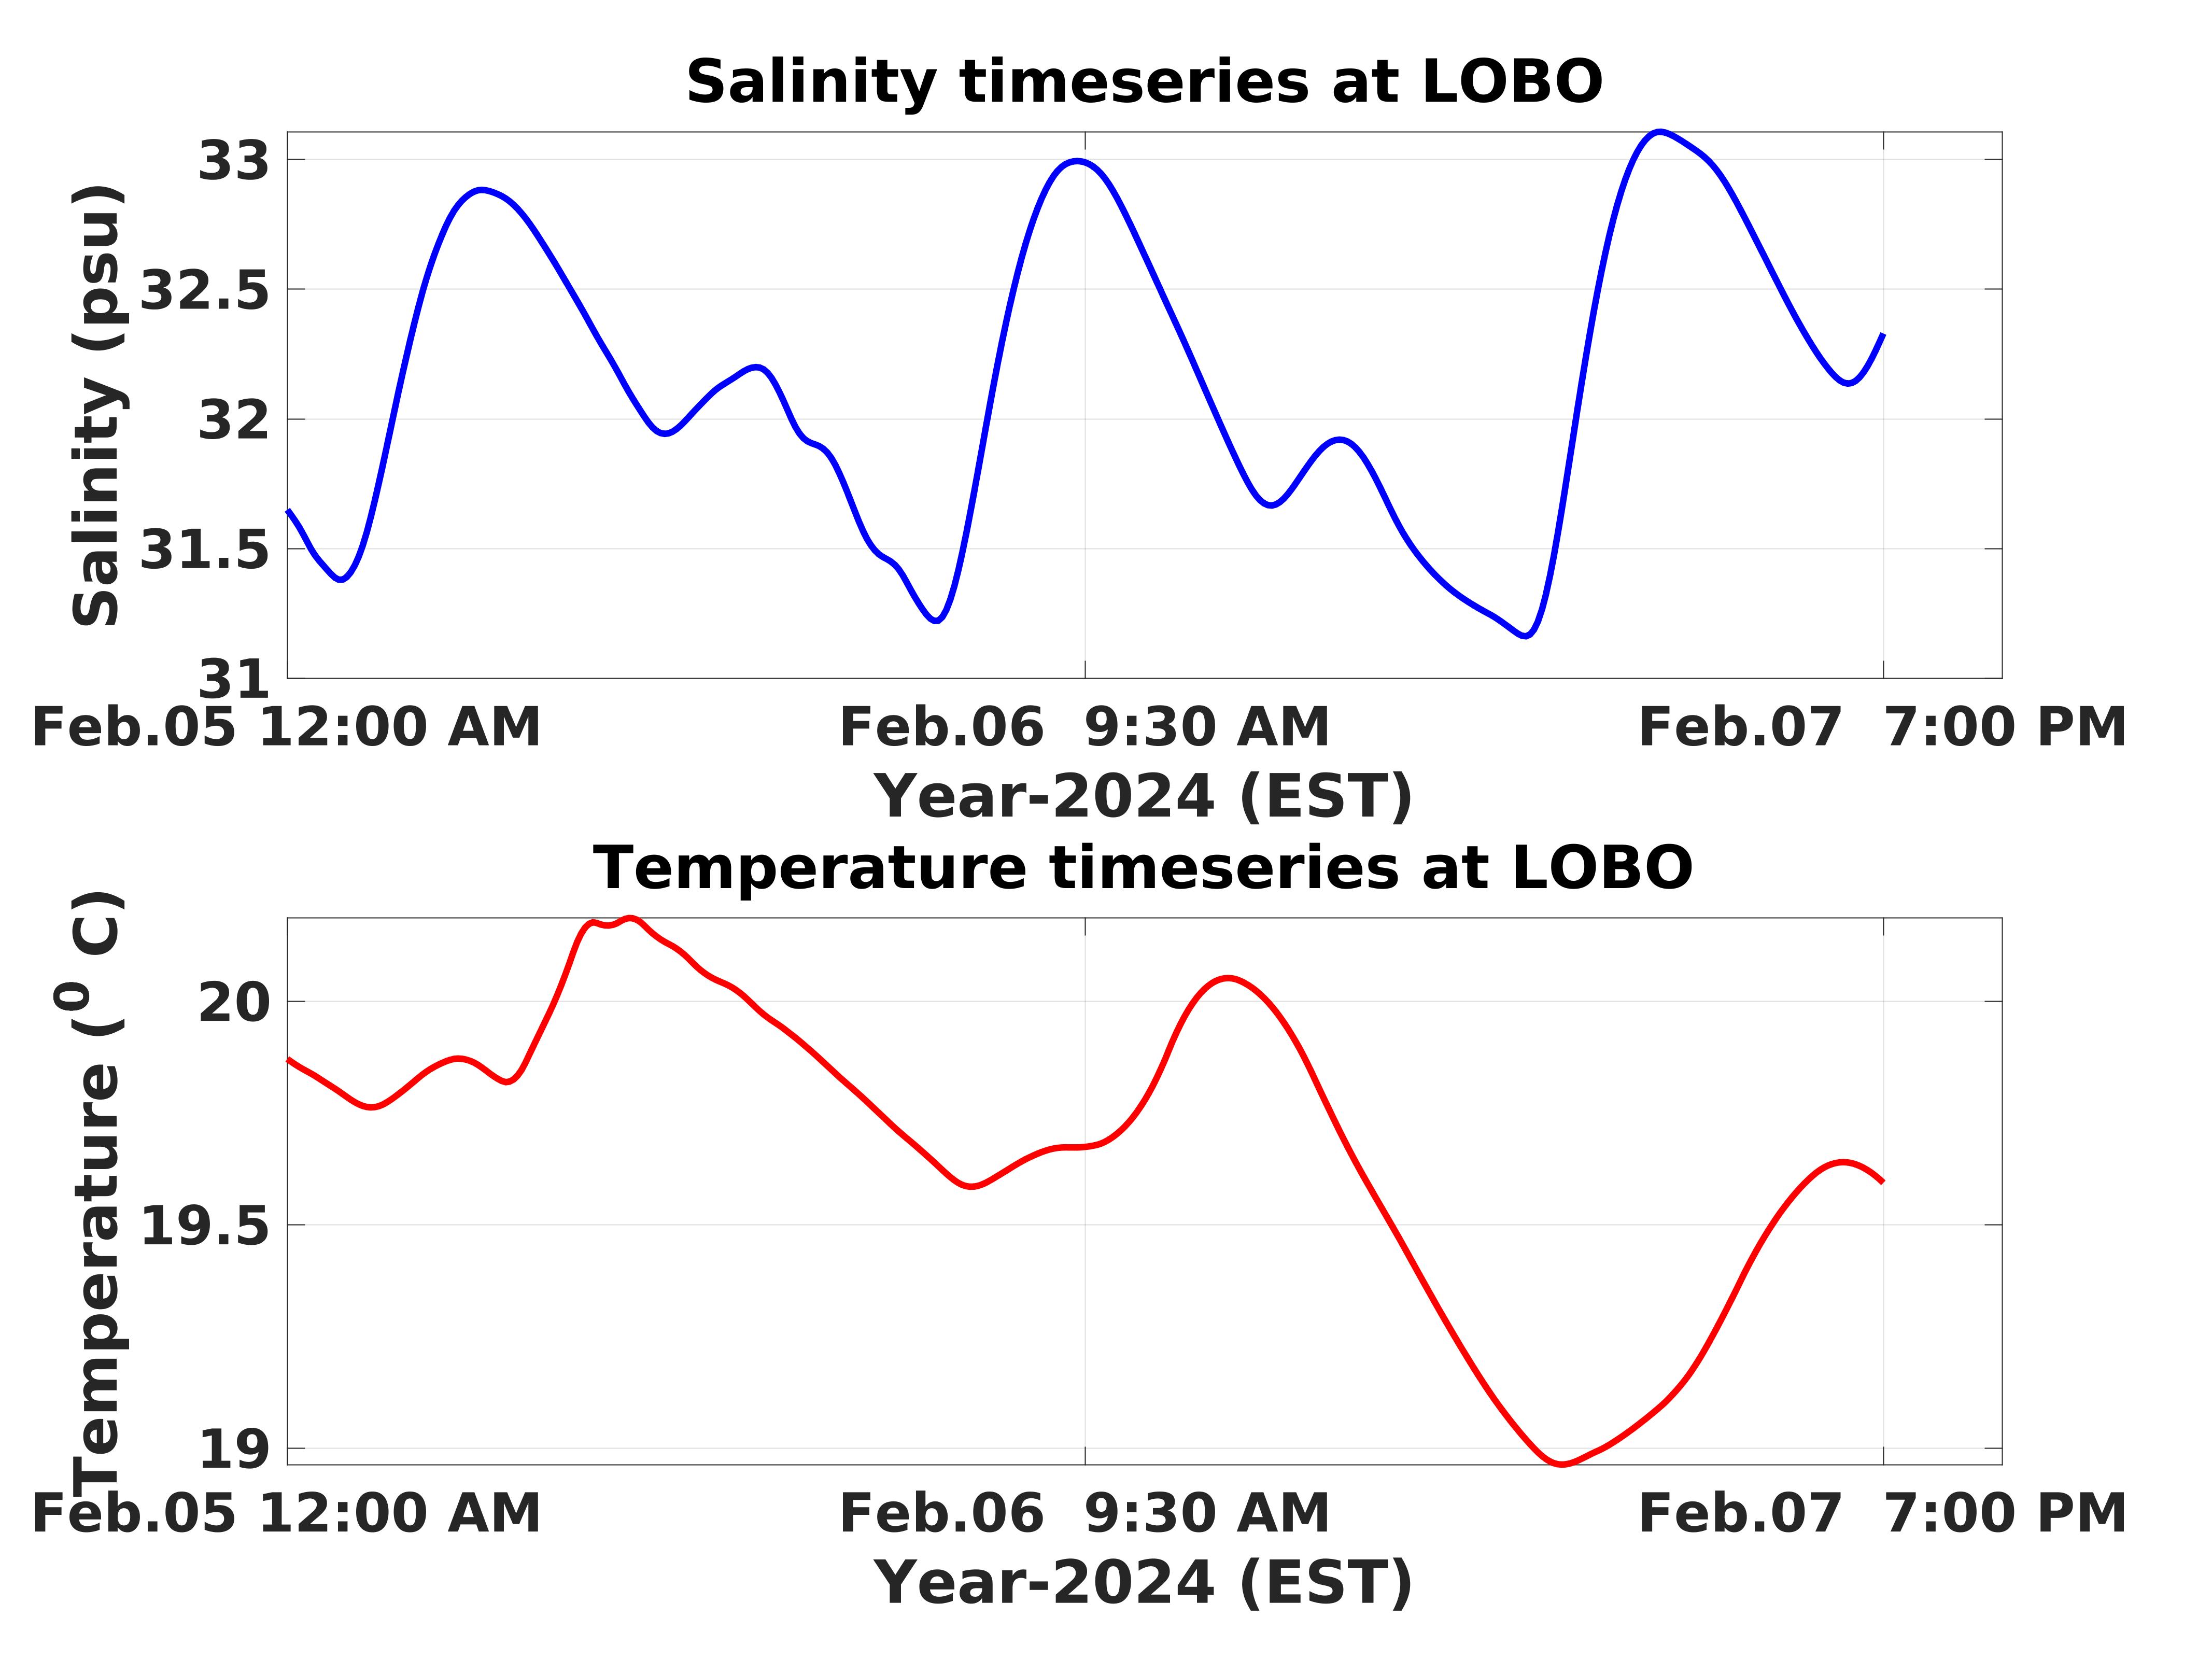 Salinity timeseries at LOBO
Salinity (psu)
33
32.5
32
31.5
31
Feb.05 12:00 AM
Feb.06  9:30 AM
Feb.07  7:00 PM
Year-2024 (EST)
Temperature timeseries at LOBO
Temperature (⁰ C)
20
19.5
19
Feb.05 12:00 AM
Feb.06  9:30 AM
Feb.07  7:00 PM
Year-2024 (EST)